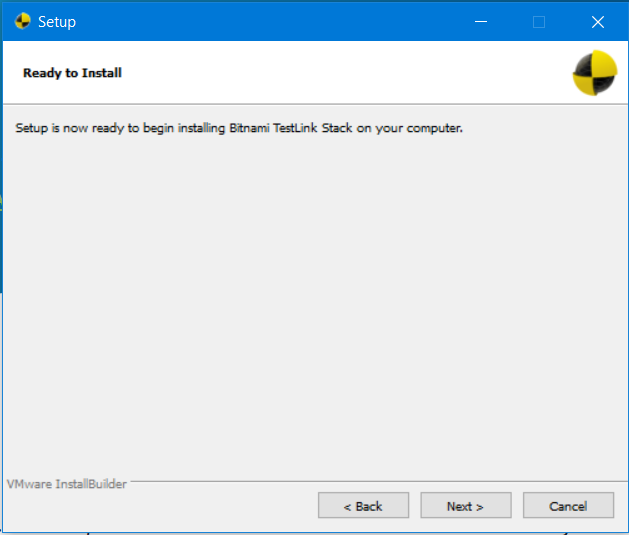 Setup
Ready to Install
Setup is now ready to begin installing Bitnami TestLink Stack on your computer.
VMware InstallBuilder
< Back
Next >
Cancel